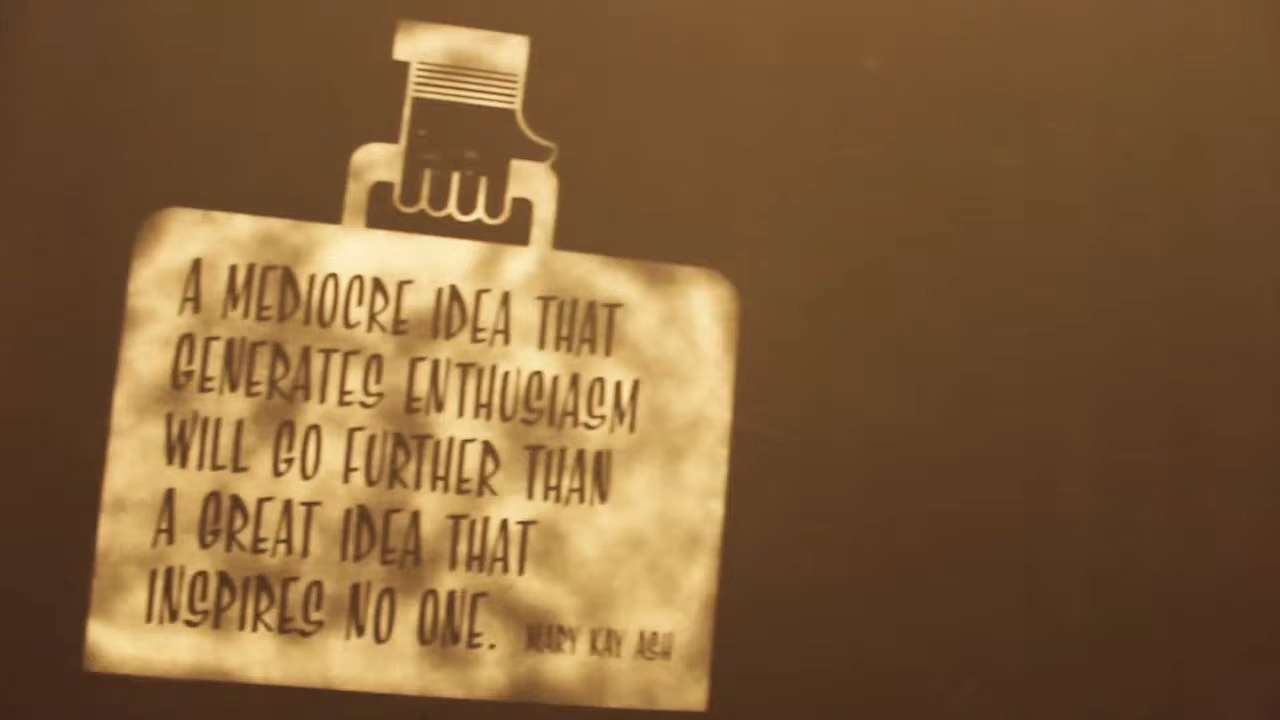 A MEDIOCRE IDEA THAT
GENERATES ENTHUSIASM
WILL GO FURTHER THAN
A GREAT IDEA THAT
INSPIRES NO ONE.
MARY KAY ASH